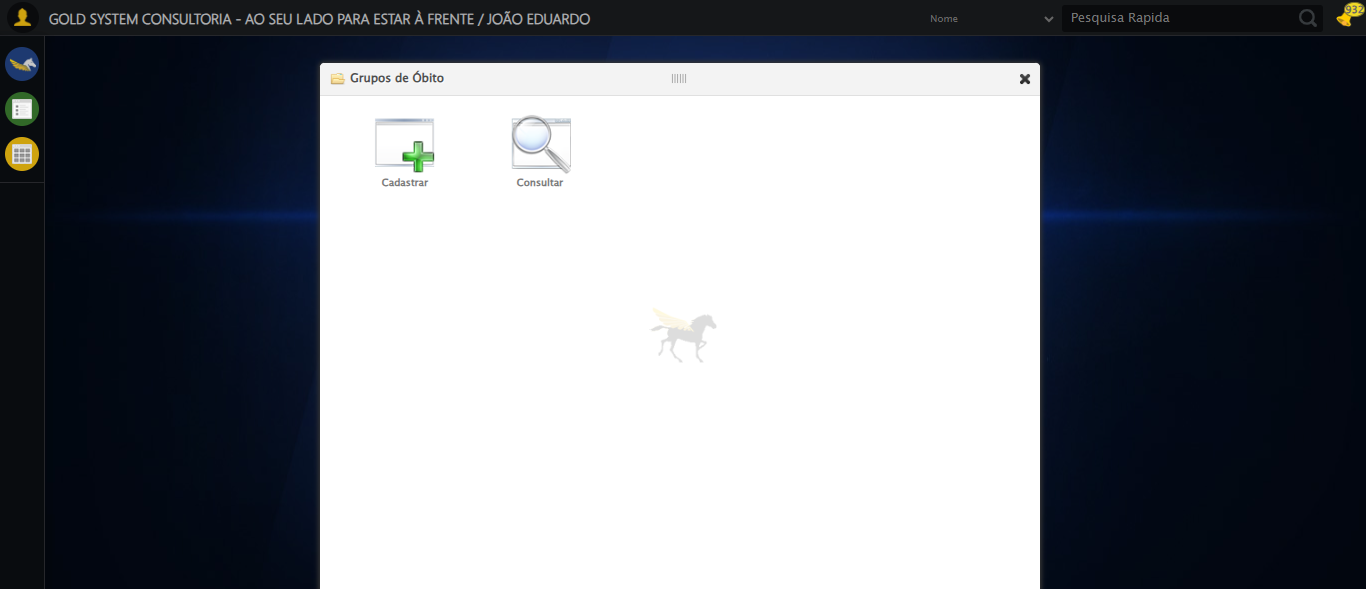 GOLD SYSTEM CONSULTORIA - AO SEU LADO PARA ESTAR À FRENTE / JOÃO EDUARDO
Nome
Pesquisa Rapida
932
Grupos de Óbito
Cadastrar
Consultar